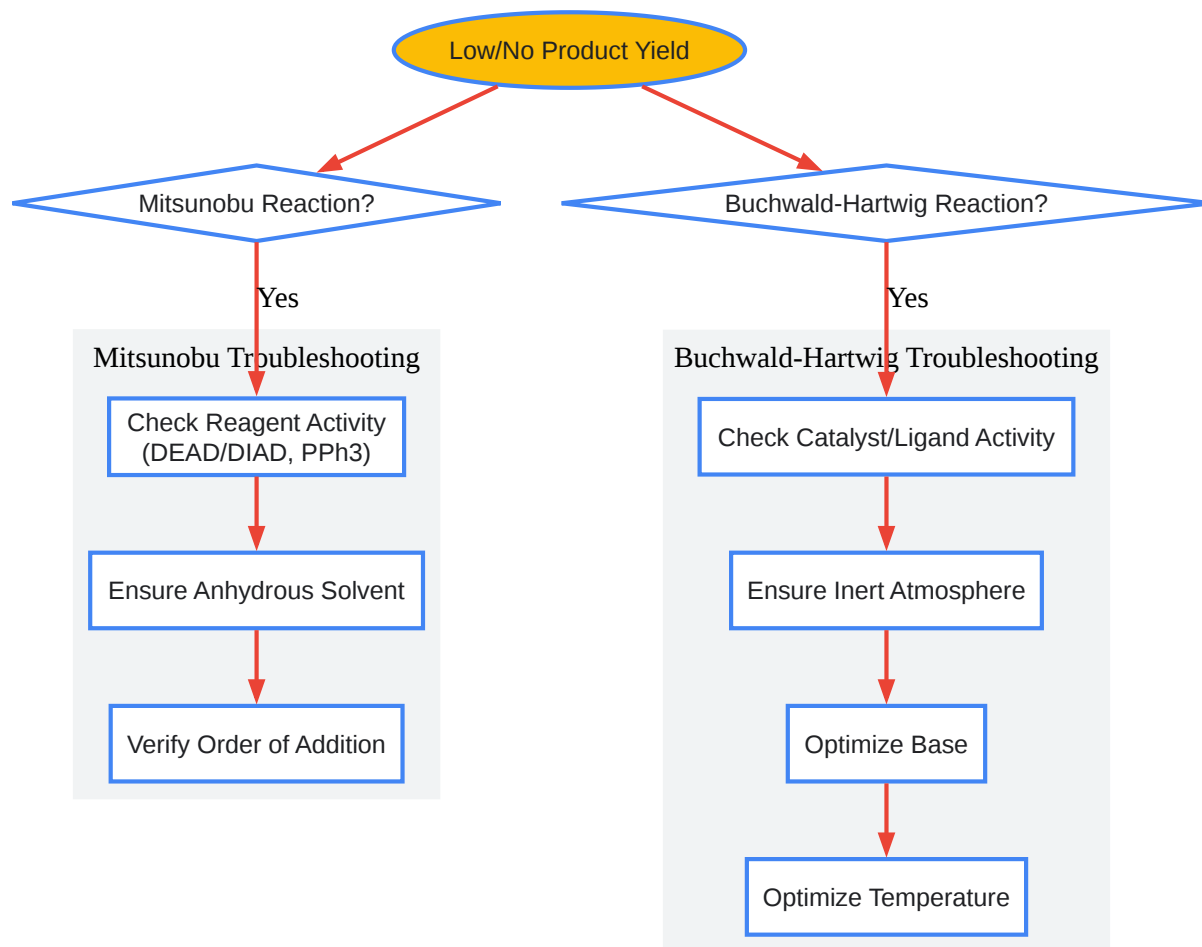 Low/No Product Yield
Mitsunobu Reaction?
Buchwald-Hartwig Reaction?
Yes
Yes
Mitsunobu Troubleshooting
Buchwald-Hartwig Troubleshooting
Check Reagent Activity
(DEAD/DIAD, PPh3)
Check Catalyst/Ligand Activity
Ensure Anhydrous Solvent
Ensure Inert Atmosphere
Verify Order of Addition
Optimize Base
Optimize Temperature